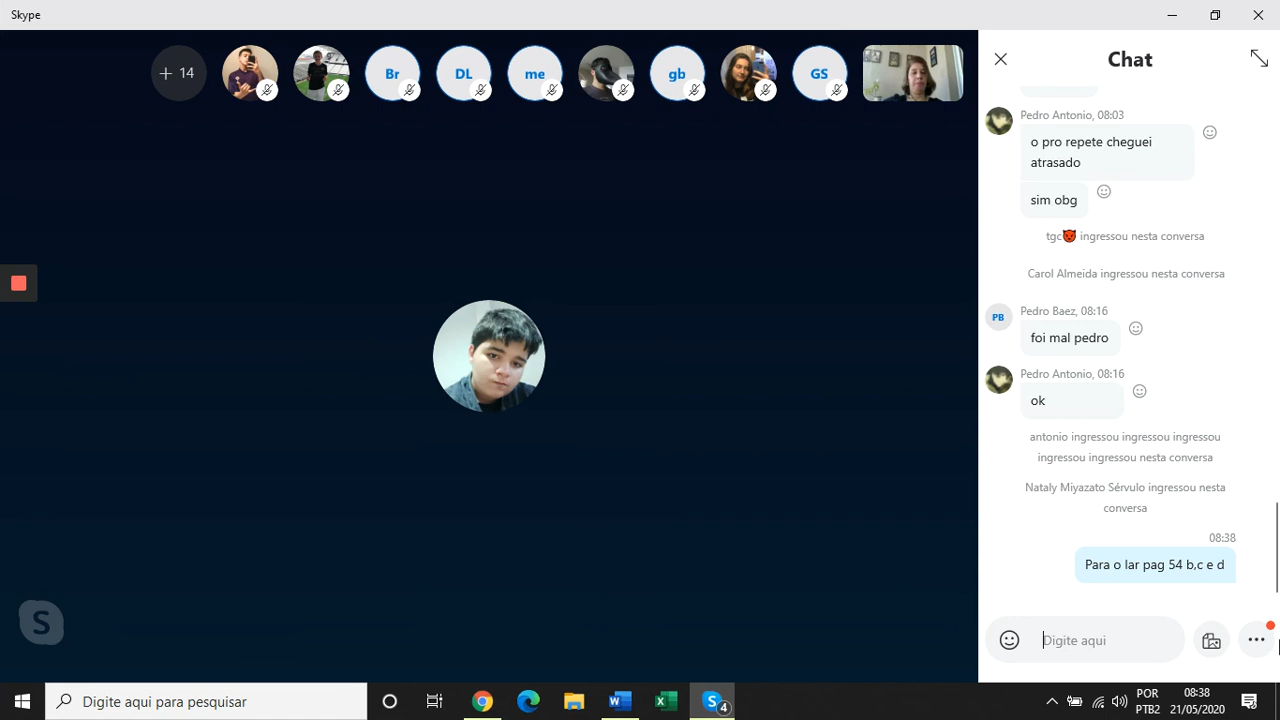 Skype
+ 14
Br
DL
me
gb
GS
Chat
Pedro Antonio, 08:03
o pro repete cheguei
atrasado
sim obg
tgc👹 ingressou nesta conversa
Carol Almeida ingressou nesta conversa
PB
Pedro Baez, 08:16
foi mal pedro
Pedro Antonio, 08:16
ok
antonio ingressou ingressou ingressou
ingressou ingressou nesta conversa
Nataly Miyazato Sérvulo ingressou nesta
conversa
08:38
Para o lar pag 54 b,c e d
Digite aqui
S
Digite aqui para pesquisar
W
X
S
4
POR
PTB2
08:38
21/05/2020